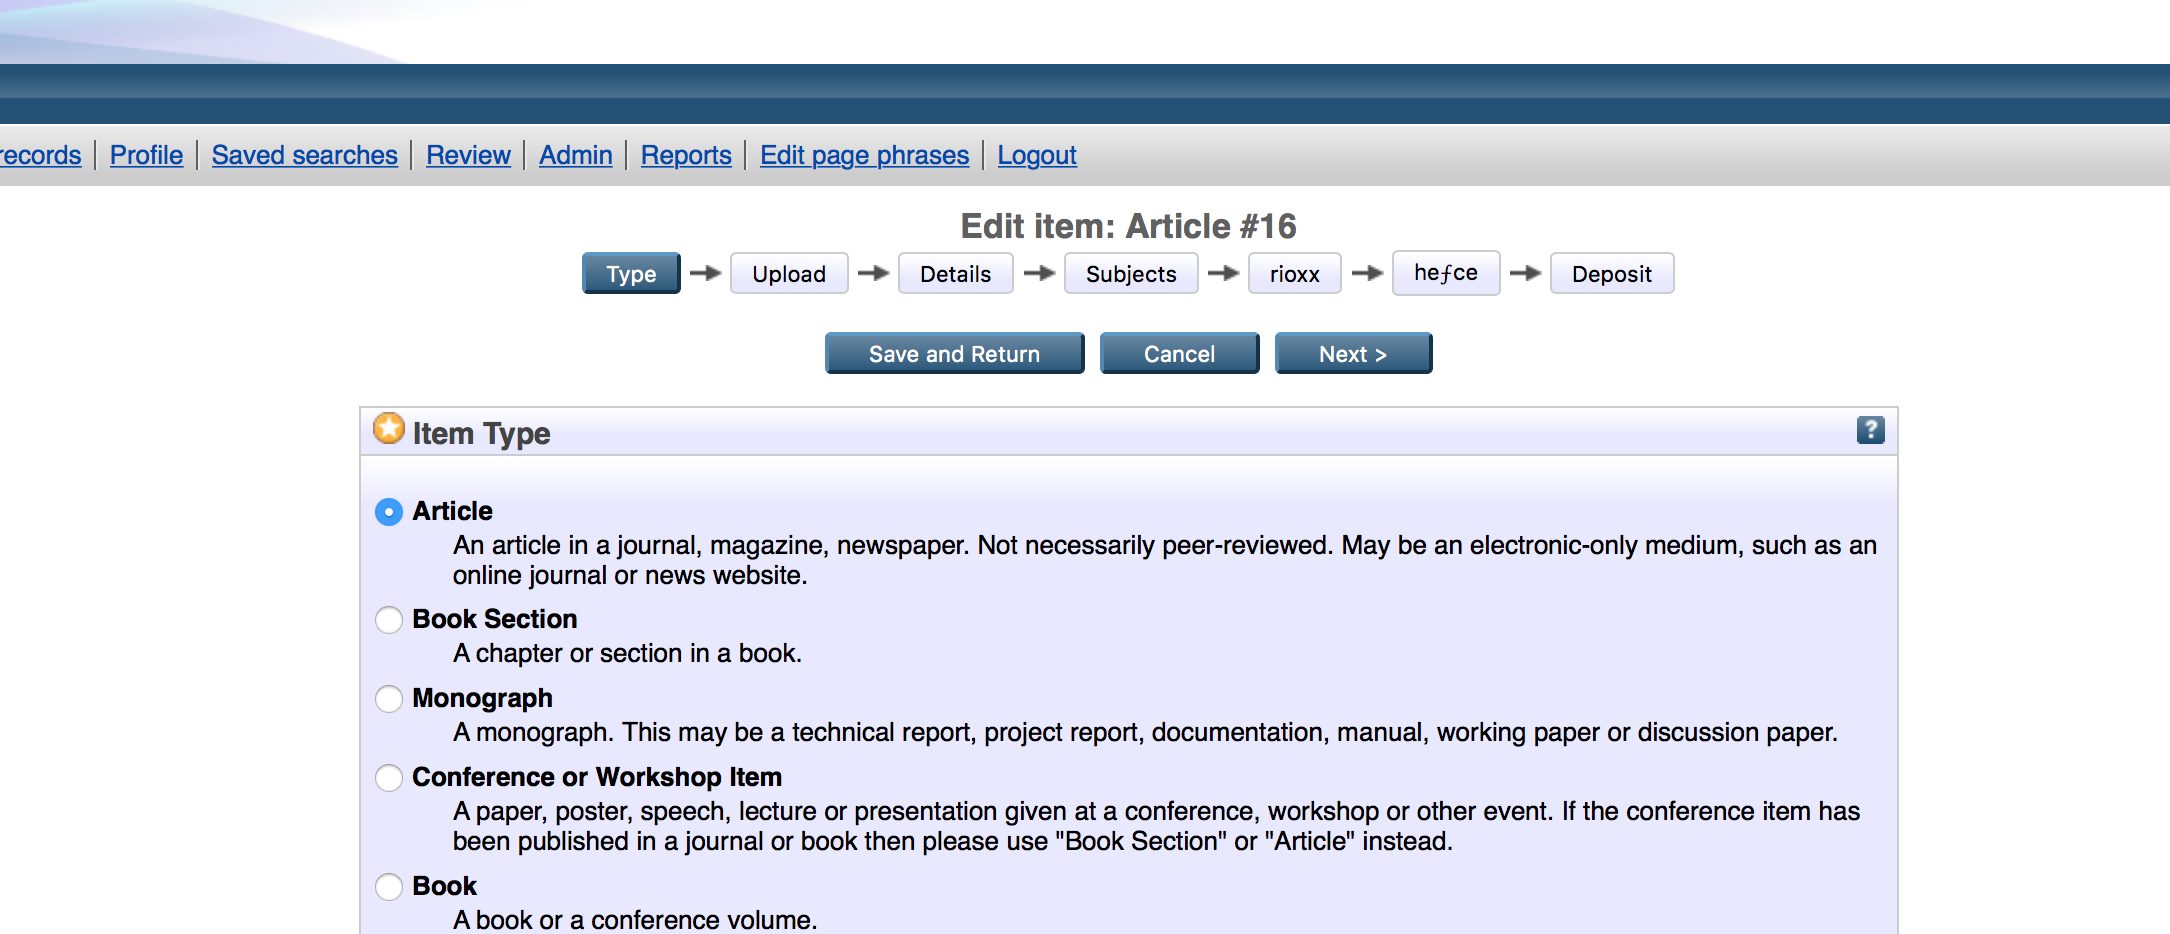 records Profile Saved searches Review Admin Reports Edit page phrases Logout
Edit item: Article #16
Type Upload Details Subjects rioxx heƒce Deposit
Save and Return Cancel Next >
Item Type ?
Article
An article in a journal, magazine, newspaper. Not necessarily peer-reviewed. May be an electronic-only medium, such as an
online journal or news website.
Book Section
A chapter or section in a book.
Monograph
A monograph. This may be a technical report, project report, documentation, manual, working paper or discussion paper.
Conference or Workshop Item
A paper, poster, speech, lecture or presentation given at a conference, workshop or other event. If the conference item has
been published in a journal or book then please use "Book Section" or "Article" instead.
Book
A book or a conference volume.